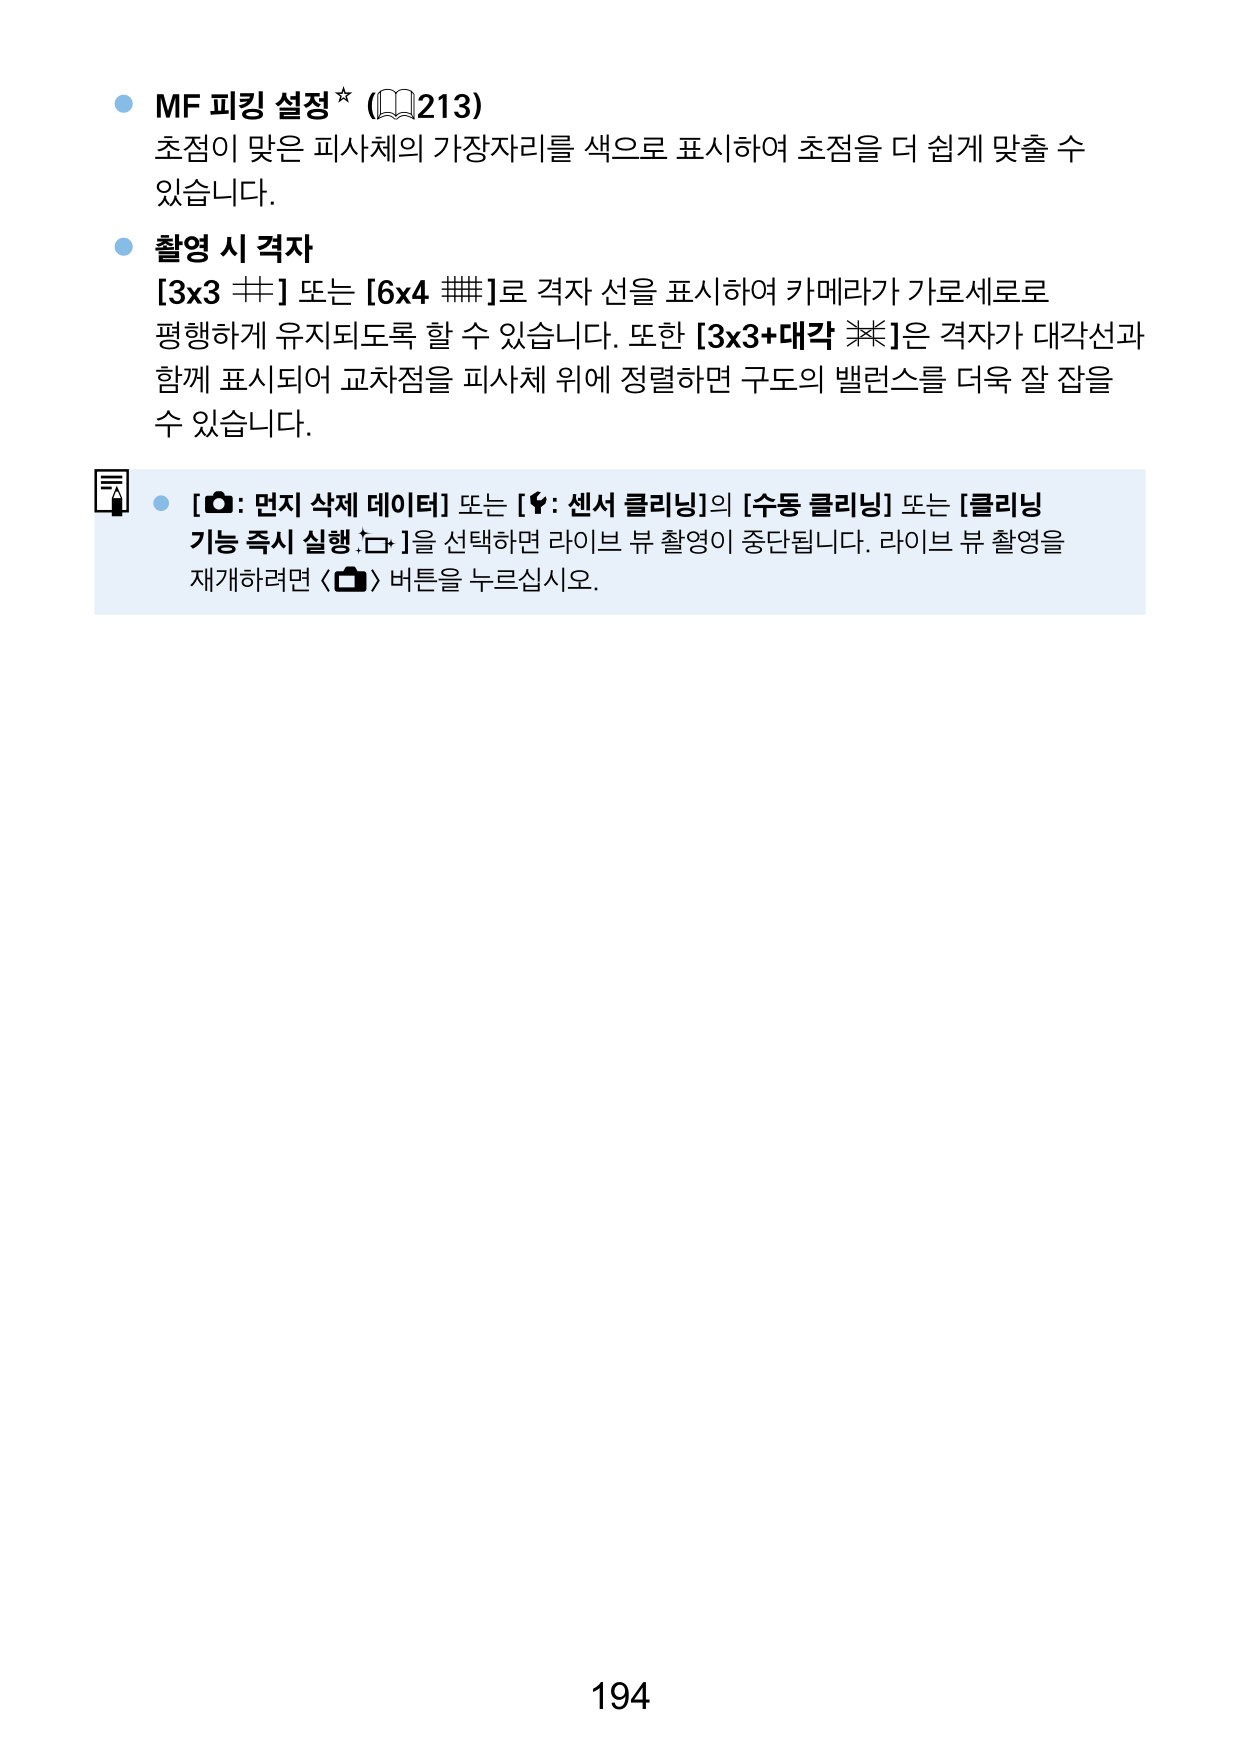 MF 피킹 설정☆ (213)
초점이 맞은 피사체의 가장자리를 색으로 표시하여 초점을 더 쉽게 맞출 수
있습니다.
촬영 시 격자
[3x3 ] 또는 [6x4 ]로 격자 선을 표시하여 카메라가 가로세로로
평행하게 유지되도록 할 수 있습니다. 또한 [3x3+대각 ]은 격자가 대각선과
함께 표시되어 교차점을 피사체 위에 정렬하면 구도의 밸런스를 더욱 잘 잡을
수 있습니다.
[: 먼지 삭제 데이터] 또는 [: 센서 클리닝]의 [수동 클리닝] 또는 [클리닝
기능 즉시 실행 ]을 선택하면 라이브 뷰 촬영이 중단됩니다. 라이브 뷰 촬영을
재개하려면 〈〉 버튼을 누르십시오.
194